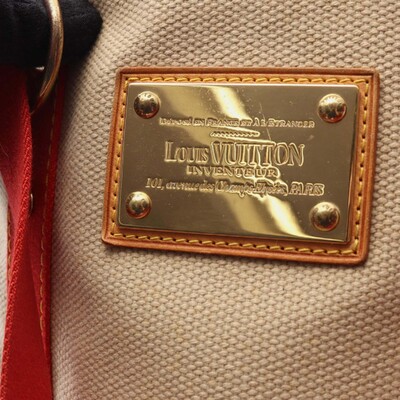 Déposé en France et à l'Etranger
LOUIS VUITTON
INVENTEUR
101, avenue des Champs-Elysées, PARIS